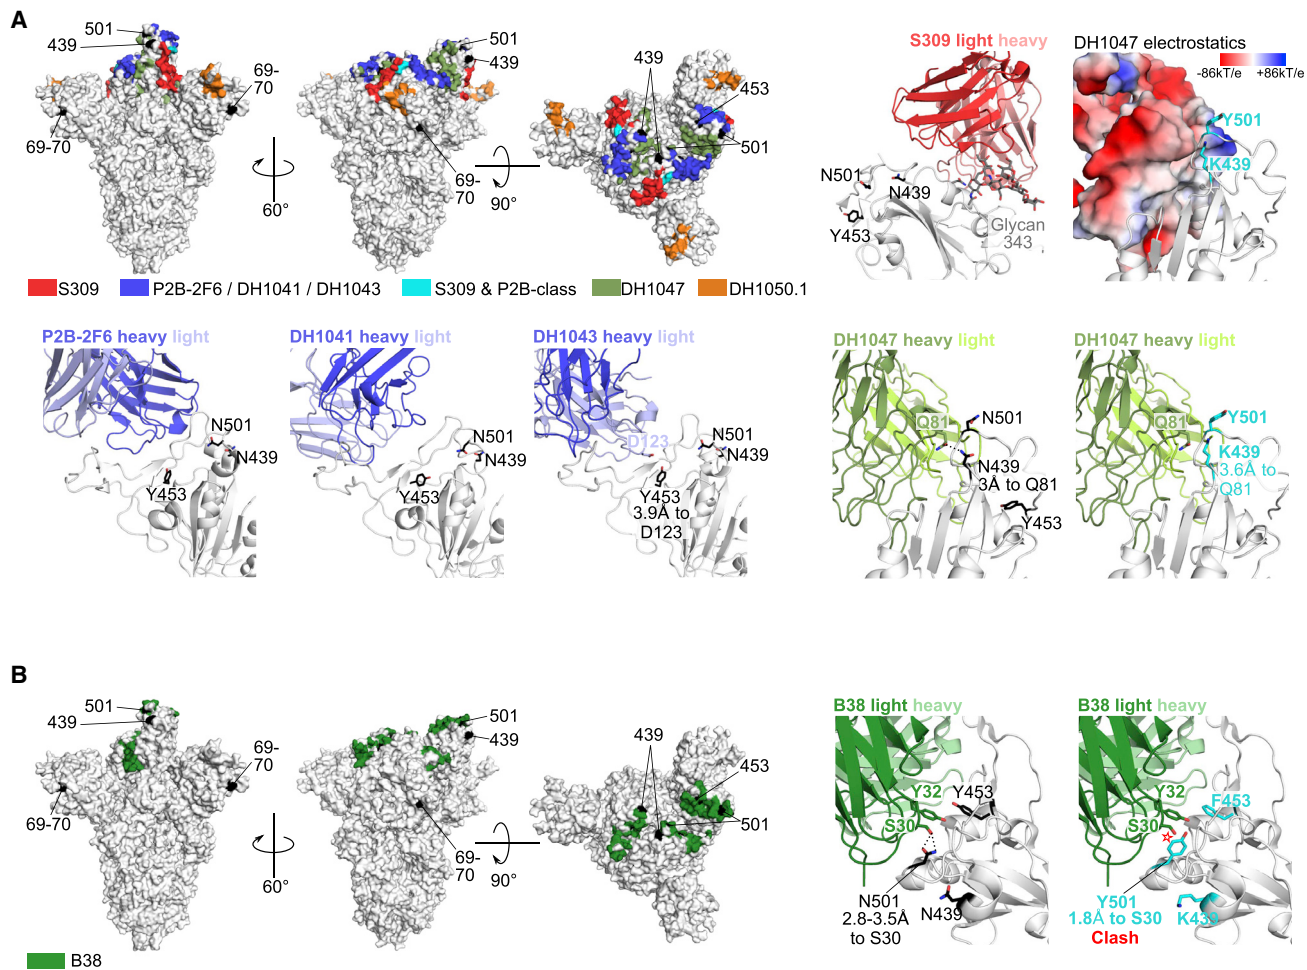 A
501
439
69-
70
69-70
60°
501
439
69-
70
90°
439
453
501
S309 light heavy
N501
N439
Y453
Glycan
343
DH1047 electrostatics
-86kT/e +86kT/e
Y501
K439
S309 P2B-2F6 / DH1041 / DH1043 S309 & P2B-class DH1047 DH1050.1
P2B-2F6 heavy light
N501
N439
Y453
DH1041 heavy light
N501
N439
Y453
DH1043 heavy light
D123
N501
N439
Y453
3.9Å to
D123
DH1047 heavy light
Q81
N501
N439
3Å to Q81
Y453
DH1047 heavy light
Q81
Y501
K439
3.6Å to
Q81
B
501
439
69-
70
69-70
60°
501
439
69-
70
90°
439
453
501
B38 light heavy
Y32
Y453
S30
N501
2.8-3.5Å
to S30
N439
B38 light heavy
Y32
F453
S30
Y501
1.8Å to S30
K439
Clash
B38